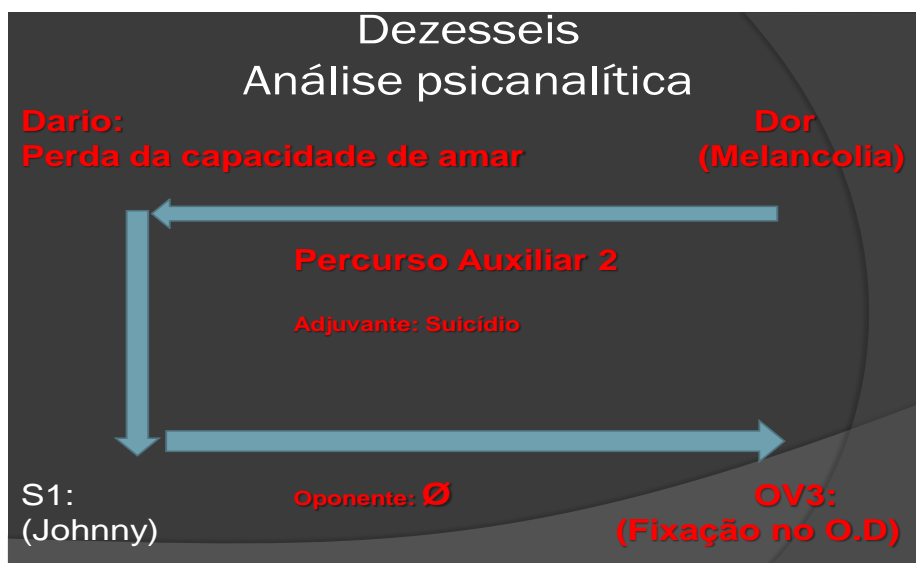 Dezesseis
Análise psicanalítica
Dario: Dor
Perda da capacidade de amar (Melancolia)
Percurso Auxiliar 2
Adjuvante: Suicídio
S1: Oponente: Ø OV3:
(Johnny) (Fixação no O.D)